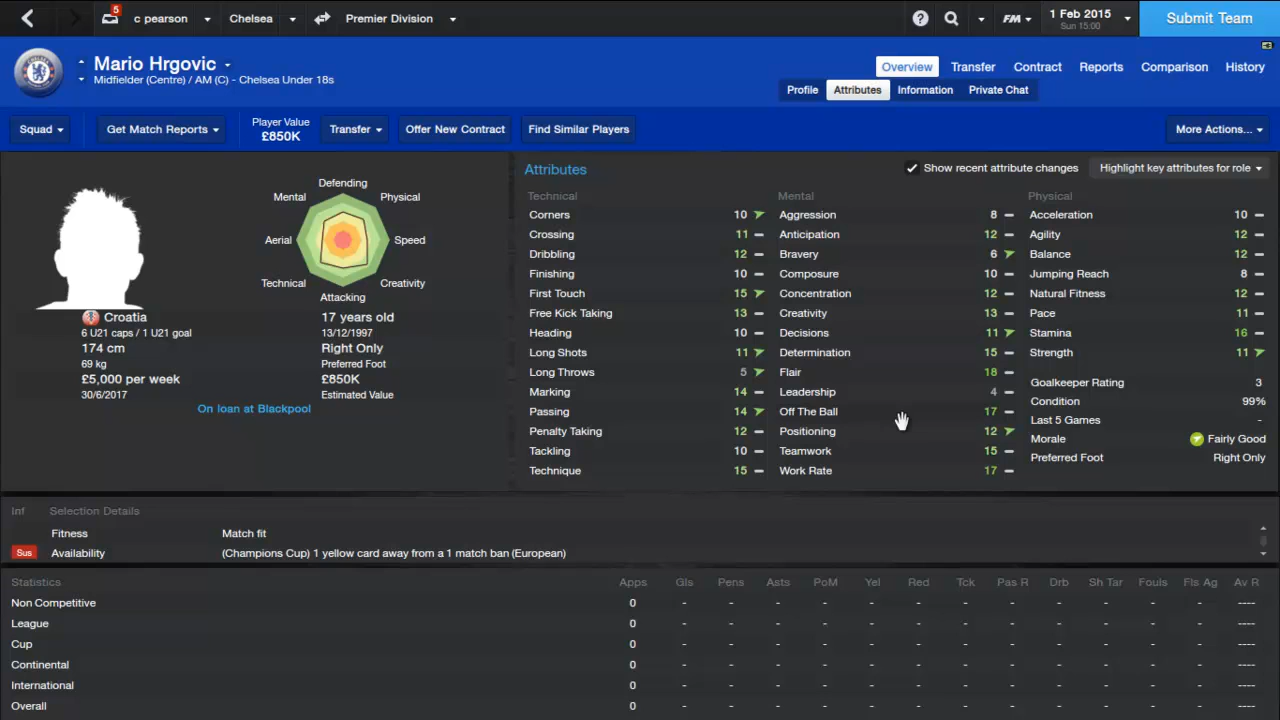 5 c pearson Chelsea Premier Division FM 1 Feb 2015 Submit Team
Sun 15:00
Mario Hrgovic
Midfielder (Centre) / AM (C) - Chelsea Under 18s
Overview Transfer Contract Reports Comparison History
Profile Attributes Information Private Chat
Squad Get Match Reports Player Value Transfer Offer New Contract Find Similar Players More Actions...
£850K
Attributes Show recent attribute changes Highlight key attributes for role
Defending
Mental Physical
Aerial Speed
Technical Creativity
Attacking
Croatia 17 years old
6 U21 caps / 1 U21 goal 13/12/1997
174 cm Right Only
69 kg Preferred Foot
£5,000 per week £850K
30/6/2017 Estimated Value
On loan at Blackpool
Technical Mental Physical
Corners 10 Aggression 8 Acceleration 10
Crossing 11 Anticipation 12 Agility 12
Dribbling 12 Bravery 6 Balance 12
Finishing 10 Composure 10 Jumping Reach 8
First Touch 15 Concentration 12 Natural Fitness 12
Free Kick Taking 13 Creativity 13 Pace 11
Heading 10 Decisions 11 Stamina 16
Long Shots 11 Determination 15 Strength 11
Long Throws 5 Flair 18
Marking 14 Leadership 4 Goalkeeper Rating 3
Passing 14 Off The Ball 17 Condition 99%
Penalty Taking 12 Positioning 12 Last 5 Games -
Tackling 10 Teamwork 15 Morale Fairly Good
Technique 15 Work Rate 17 Preferred Foot Right Only
Inf Selection Details
Fitness Match fit
Sus Availability (Champions Cup) 1 yellow card away from a 1 match ban (European)
Statistics Apps Gls Pens Asts PoM Yel Red Tck Pas R Drb Sh Tar Fouls Fls Ag Av R
Non Competitive 0 - - - - - - - - - - - - ----
League 0 - - - - - - - - - - - - ----
Cup 0 - - - - - - - - - - - - ----
Continental 0 - - - - - - - - - - - - ----
International 0 - - - - - - - - - - - - ----
Overall 0 - - - - - - - - - - - - ----